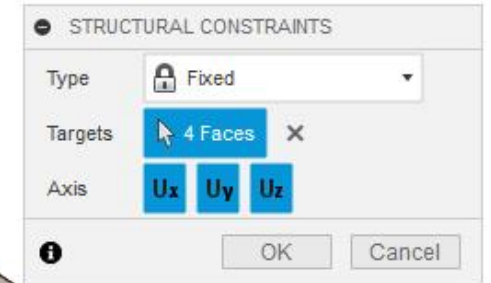 STRUCTURAL CONSTRAINTS
Type Fixed
Targets 4 Faces
Axis Ux Uy Uz
OK Cancel